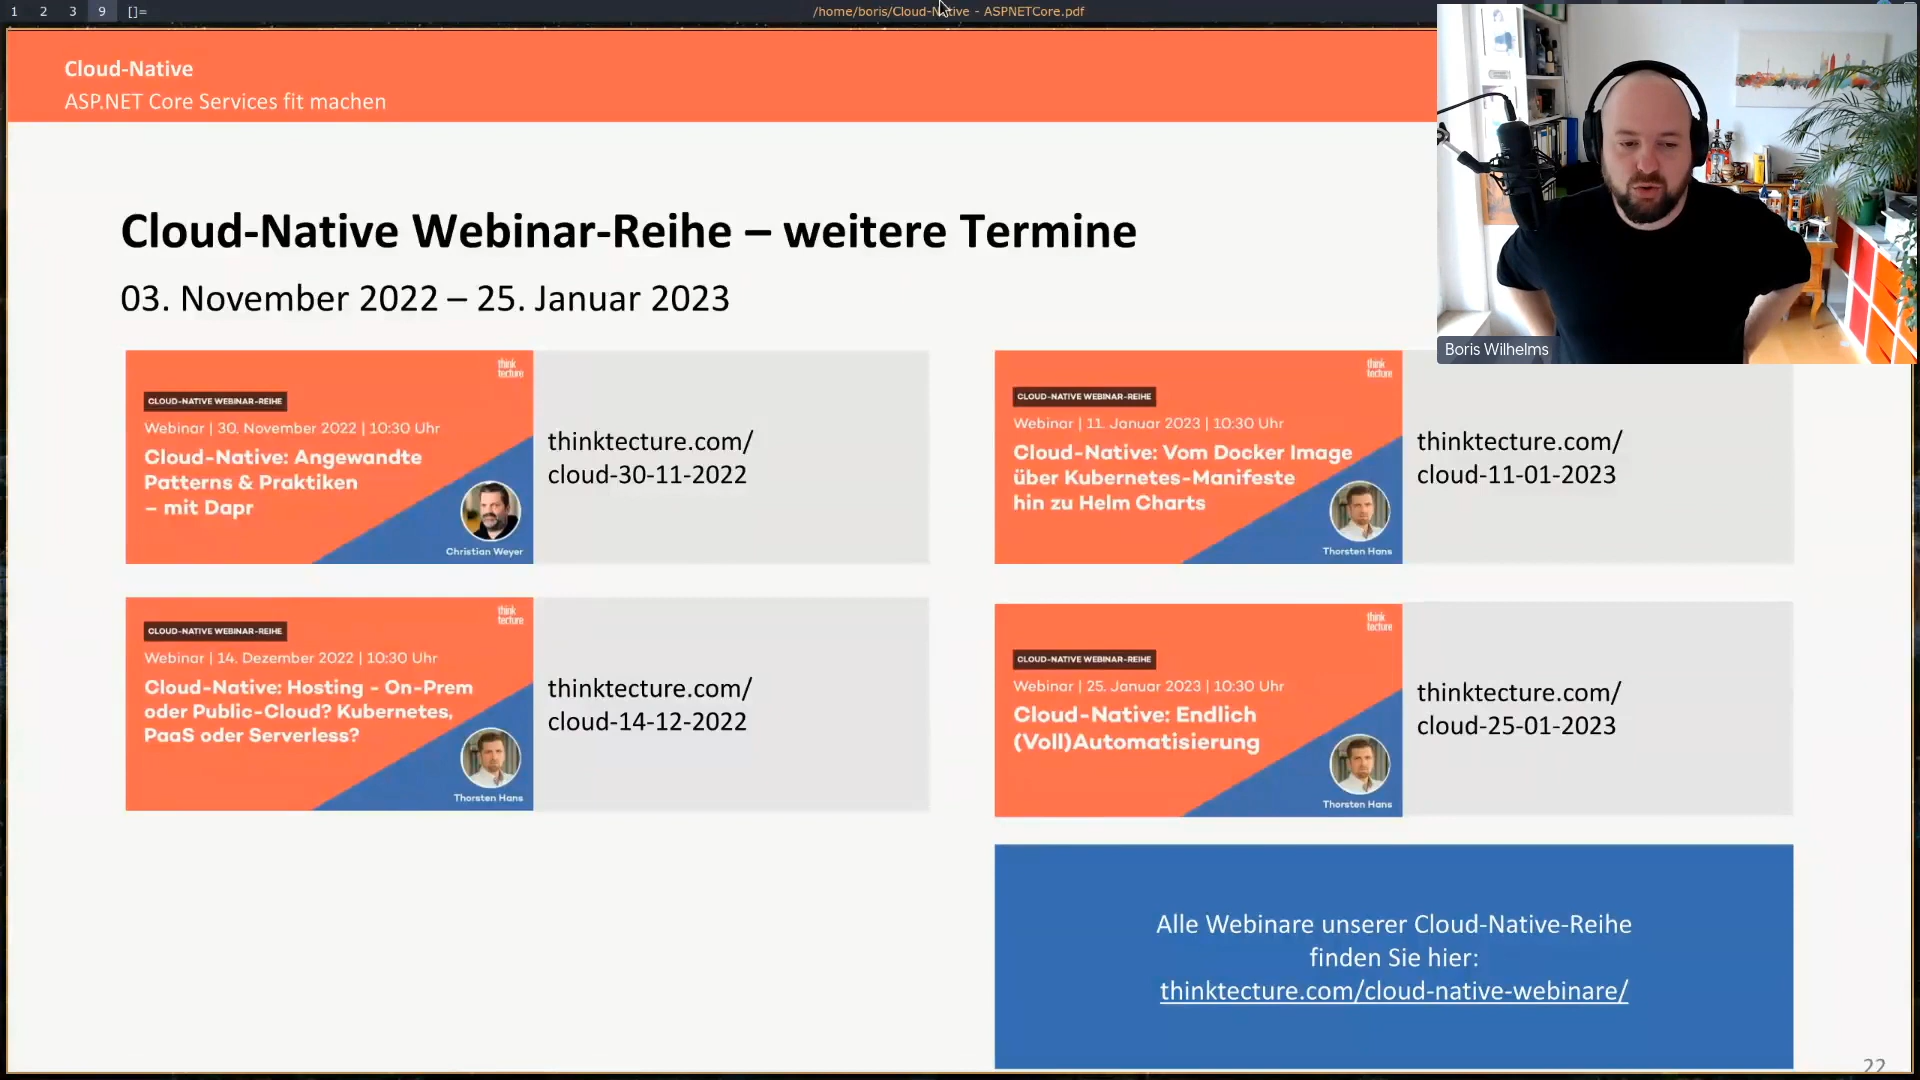 1 2 3 9 []=
/home/boris/Cloud-Native - ASPNETCore.pdf
Cloud-Native
ASP.NET Core Services fit machen
Boris Wilhelms
Cloud-Native Webinar-Reihe – weitere Termine
03. November 2022 – 25. Januar 2023
think
tecture
CLOUD-NATIVE WEBINAR-REIHE
Webinar | 30. November 2022 | 10:30 Uhr
Cloud-Native: Angewandte
Patterns & Praktiken
– mit Dapr
Christian Weyer
thinktecture.com/
cloud-30-11-2022
think
tecture
CLOUD-NATIVE WEBINAR-REIHE
Webinar | 11. Januar 2023 | 10:30 Uhr
Cloud-Native: Vom Docker Image
über Kubernetes-Manifeste
hin zu Helm Charts
Thorsten Hans
thinktecture.com/
cloud-11-01-2023
think
tecture
CLOUD-NATIVE WEBINAR-REIHE
Webinar | 14. Dezember 2022 | 10:30 Uhr
Cloud-Native: Hosting - On-Prem
oder Public-Cloud? Kubernetes,
PaaS oder Serverless?
Thorsten Hans
thinktecture.com/
cloud-14-12-2022
think
tecture
CLOUD-NATIVE WEBINAR-REIHE
Webinar | 25. Januar 2023 | 10:30 Uhr
Cloud-Native: Endlich
(Voll)Automatisierung
Thorsten Hans
thinktecture.com/
cloud-25-01-2023
Alle Webinare unserer Cloud-Native-Reihe
finden Sie hier:
thinktecture.com/cloud-native-webinare/
22